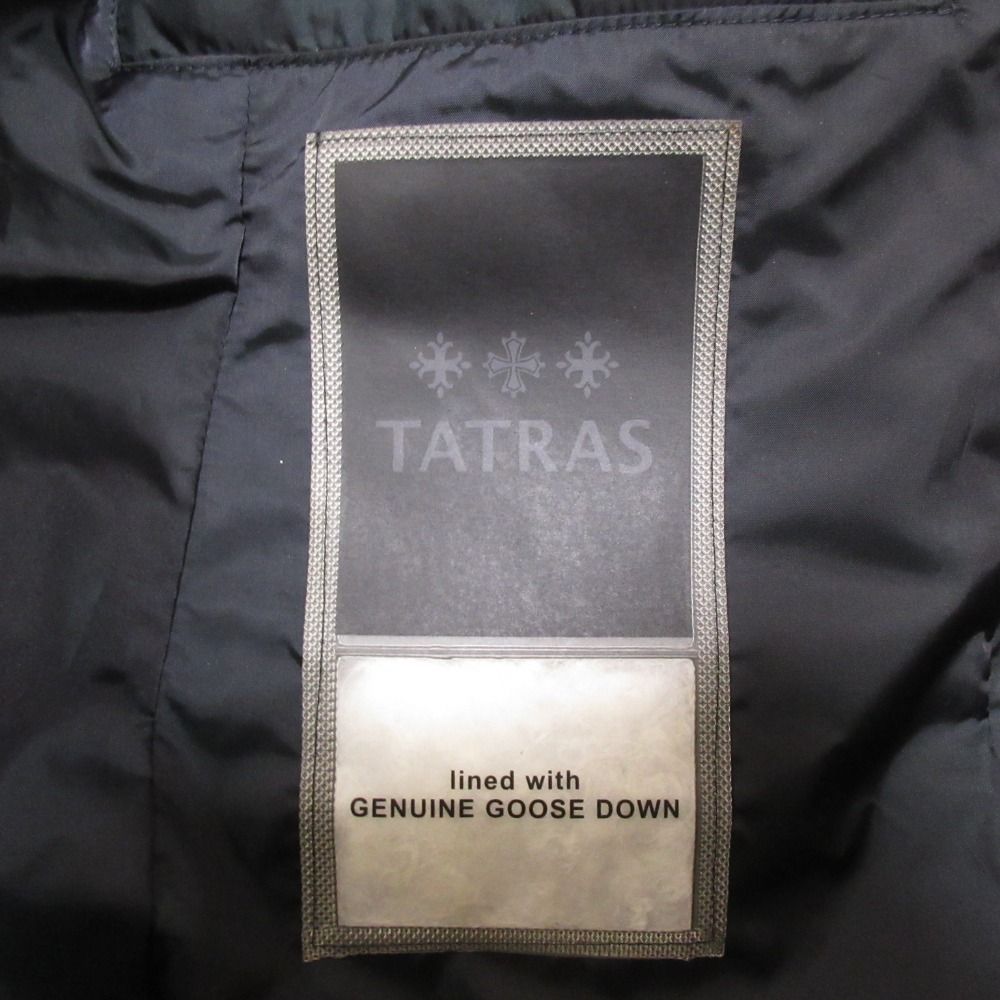 TATRAS
lined with
GENUINE GOOSE DOWN